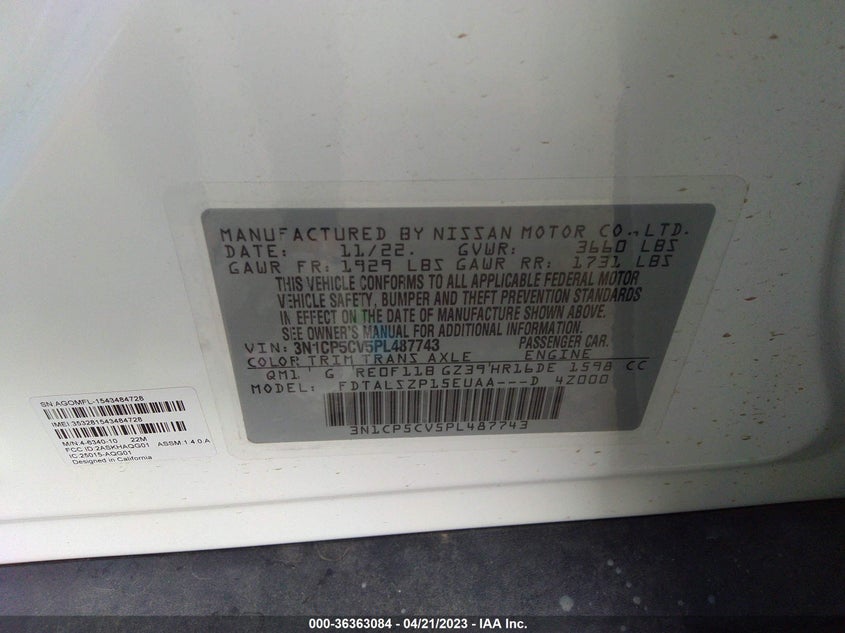 MANUFACTURED BY NISSAN MOTOR CO.,LTD.
DATE: 11/22. GVWR: 3660 LBS
GAWR FR: 1929 LBS GAWR RR: 1731 LBS
THIS VEHICLE CONFORMS TO ALL APPLICABLE FEDERAL MOTOR
VEHICLE SAFETY, BUMPER AND THEFT PREVENTION STANDARDS
IN EFFECT ON THE DATE OF MANUFACTURE SHOWN ABOVE.
SEE OWNER'S MANUAL FOR ADDITIONAL INFORMATION.
VIN: 3N1CP5CV5PL487743 PASSENGER CAR.
COLOR TRIM TRANS AXLE ENGINE
QM1 G RE0F11B GZ39 HR16DE 1598 CC
MODEL: FDTALSZP15EUAA---D 4Z000
3N1CP5CV5PL487743
SN:AGOMFL-1543484728
IMEI:353281543484728
M/N:4-6340-10 22M
FCC ID:2ASKHAQG01 ASSM:1.4.0 A
IC:25015-AQG01
Designed in California
000-36363084 - 04/21/2023 - IAA Inc.